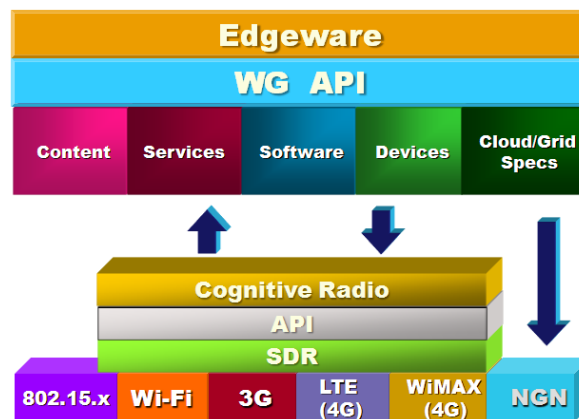 Edgeware
WG API
Content Services Software Devices Cloud/Grid
Specs
Cognitive Radio
API
SDR
802.15.x Wi-Fi 3G LTE
(4G) WiMAX
(4G) NGN